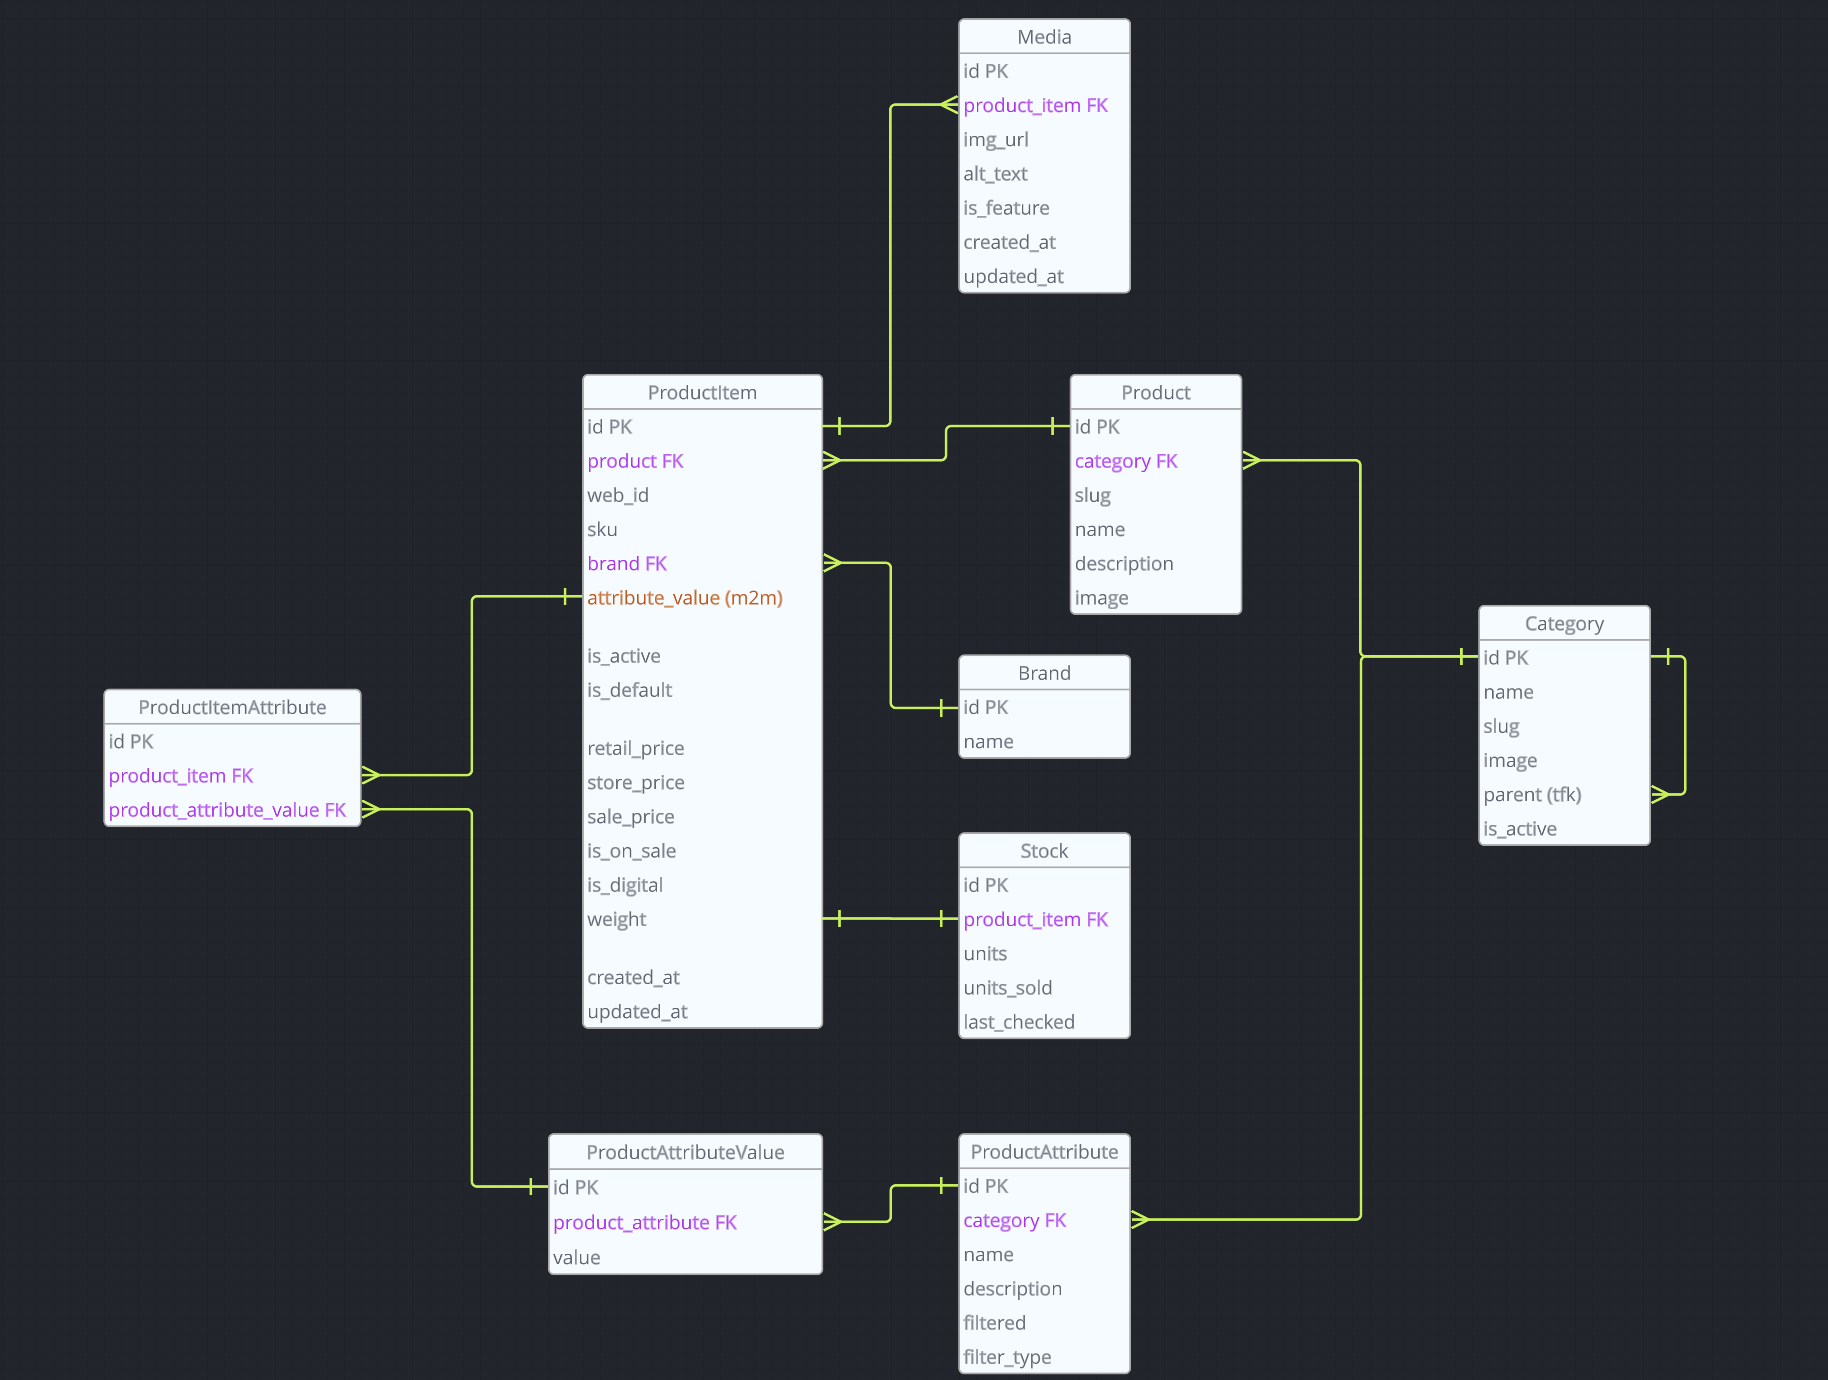 Media
id PK
product_item FK
img_url
alt_text
is_feature
created_at
updated_at
ProductItem
id PK
product FK
web_id
sku
brand FK
attribute_value (m2m)
is_active
is_default
retail_price
store_price
sale_price
is_on_sale
is_digital
weight
created_at
updated_at
Product
id PK
category FK
slug
name
description
image
Category
id PK
name
slug
image
parent (tfk)
is_active
Brand
id PK
name
ProductItemAttribute
id PK
product_item FK
product_attribute_value FK
Stock
id PK
product_item FK
units
units_sold
last_checked
ProductAttributeValue
id PK
product_attribute FK
value
ProductAttribute
id PK
category FK
name
description
filtered
filter_type